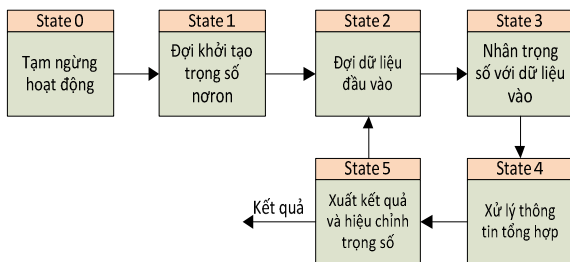 State 0
Tạm ngừng
hoạt động
State 1
Đợi khởi tạo
trọng số
nơron
State 2
Đợi dữ liệu
đầu vào
State 3
Nhân trọng
số với dữ liệu
vào
State 4
Xử lý thông
tin tổng hợp
State 5
Xuất kết quả
và hiệu chỉnh
trọng số
Kết quả